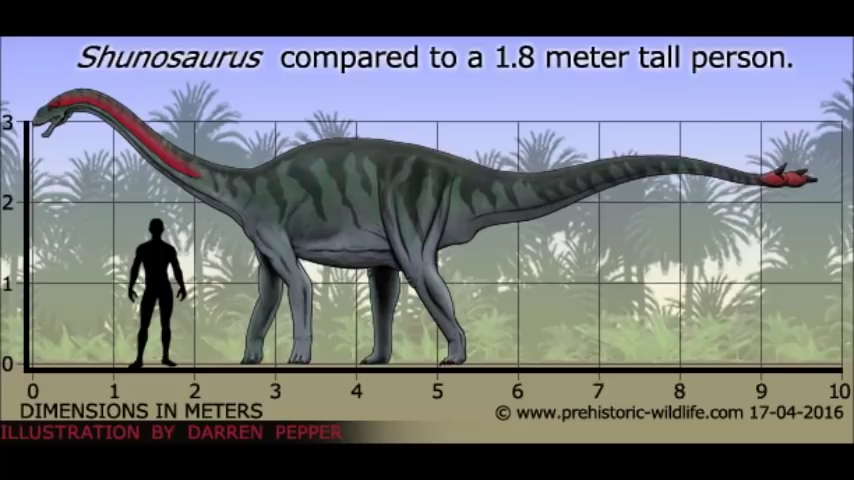 Shunosaurus compared to a 1.8 meter tall person.
3
2
1
0
0 1 2 3 4 5 6 7 8 9 10
DIMENSIONS IN METERS © www.prehistoric-wildlife.com 17-04-2016
ILLUSTRATION BY DARREN PEPPER